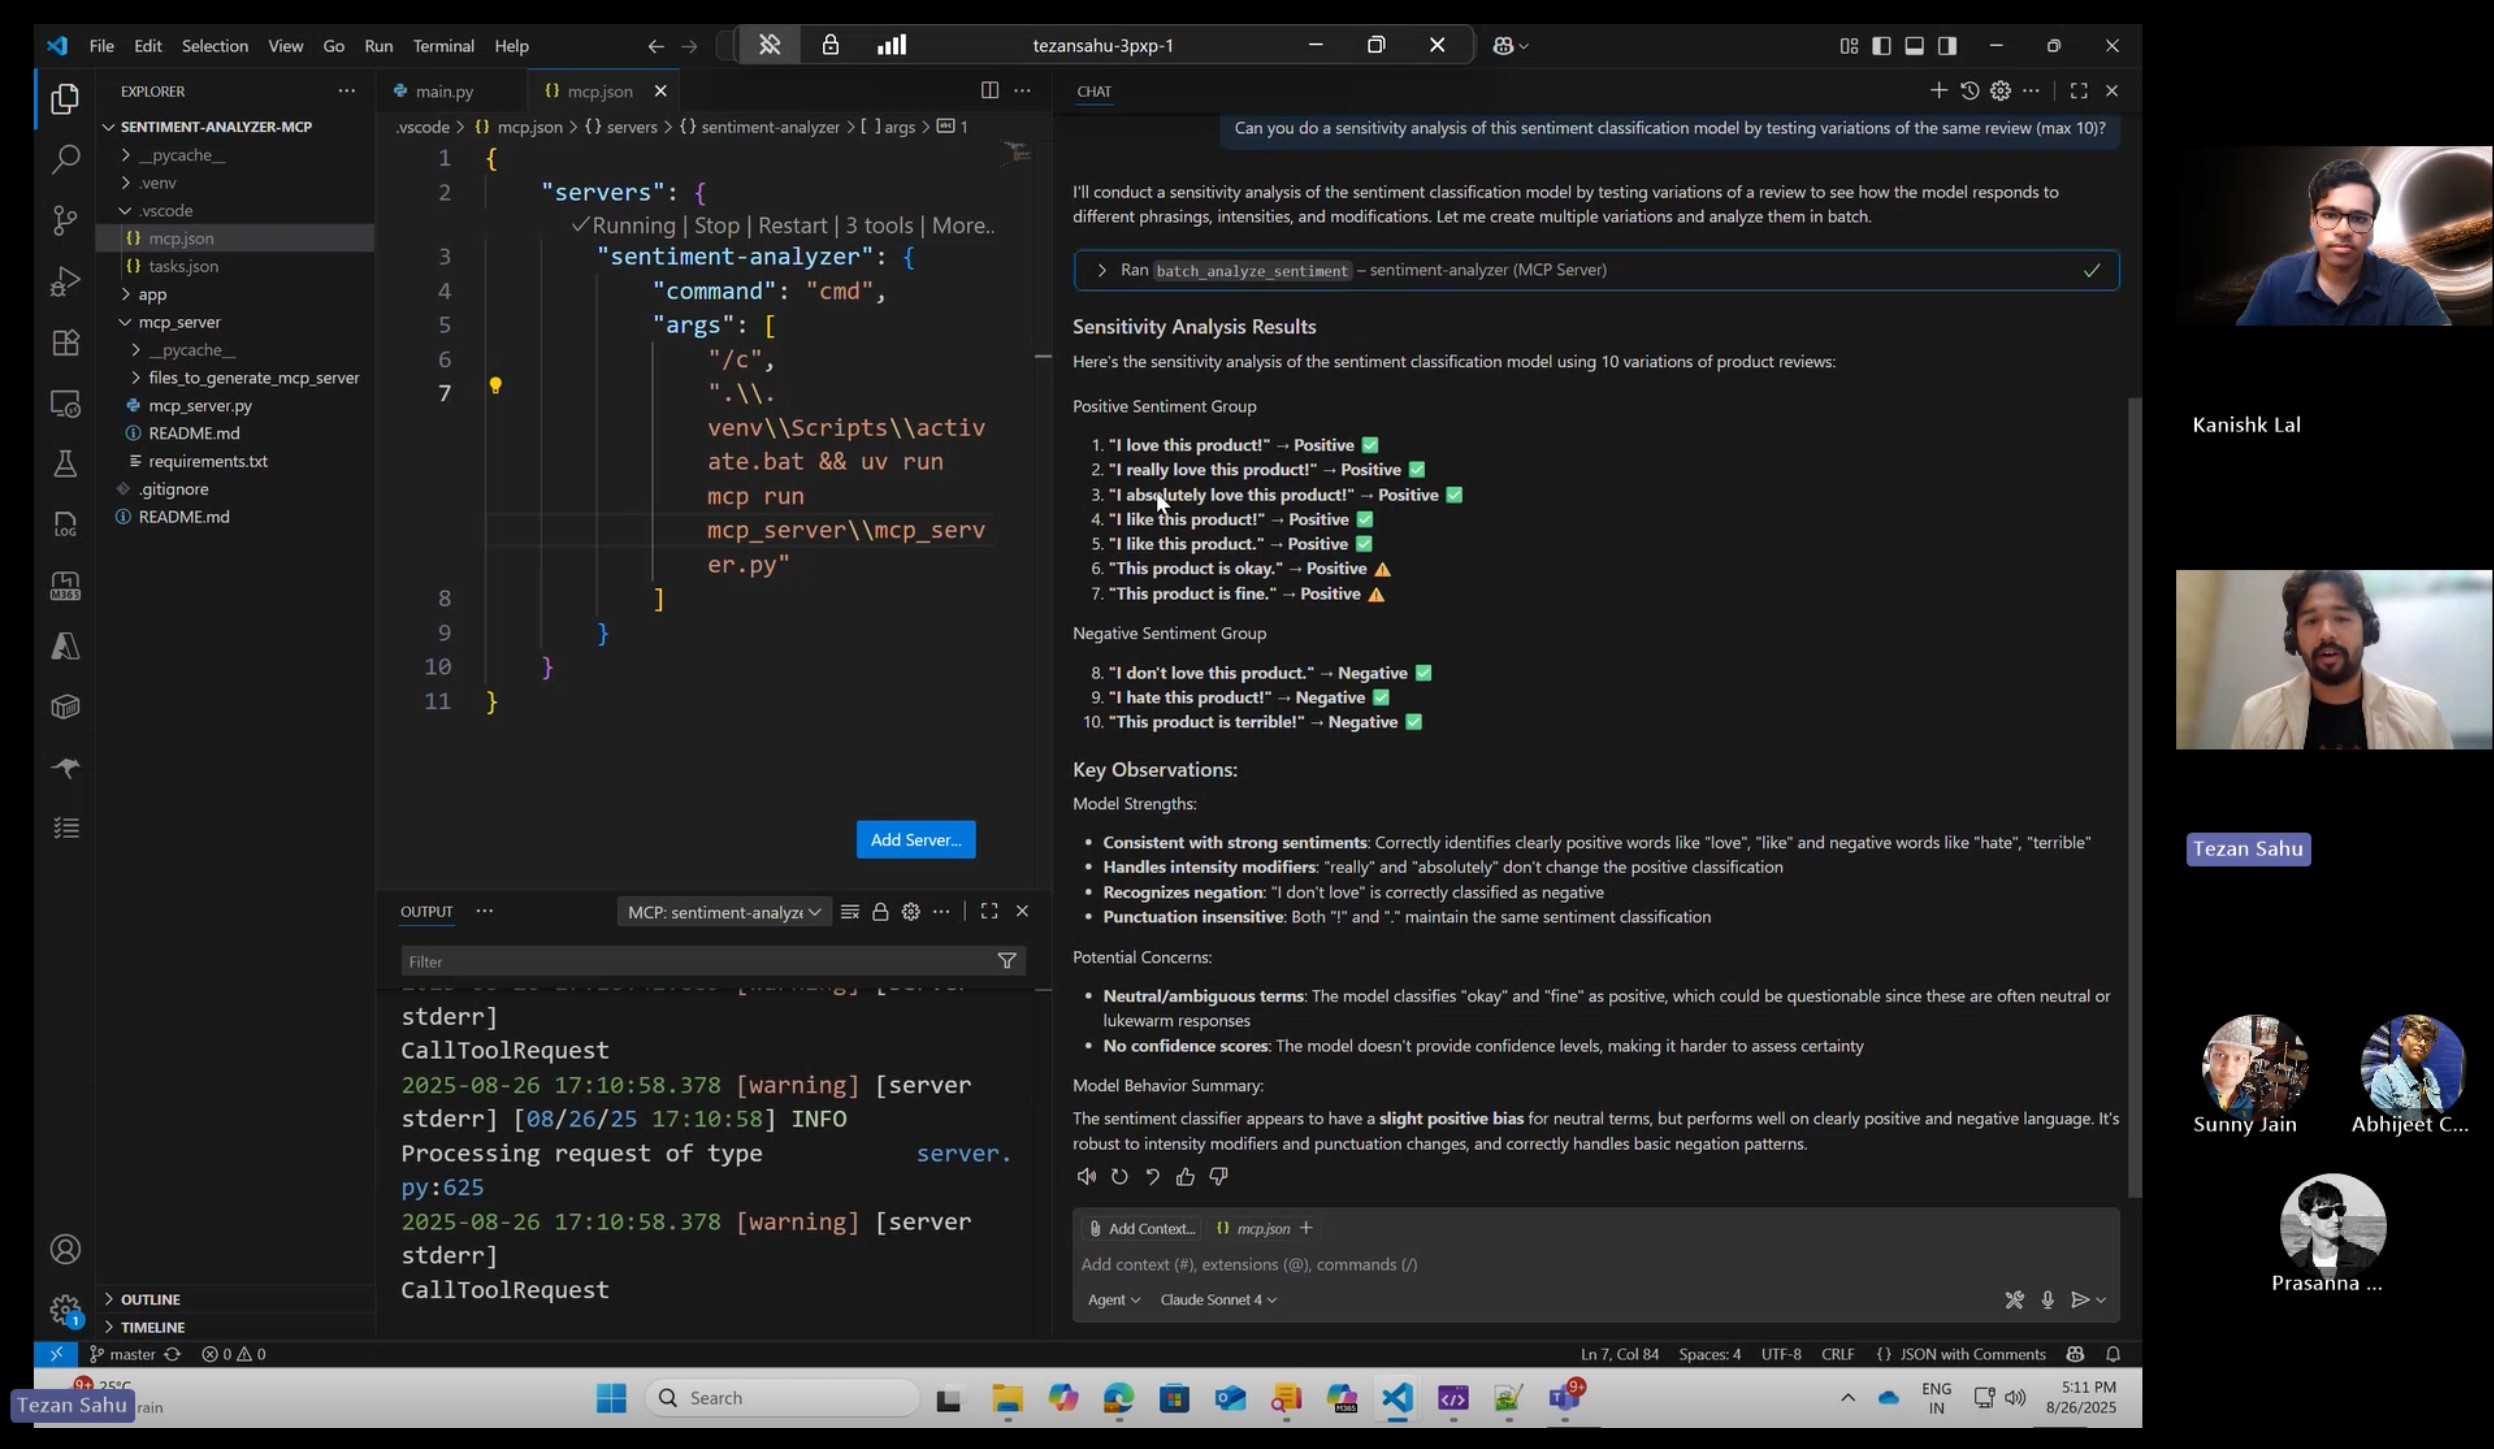 File Edit Selection View Go Run Terminal Help
tezansahu-3pxp-1
EXPLORER
SENTIMENT-ANALYZER-MCP
__pycache__
.venv
.vscode
{} mcp.json
{} tasks.json
app
mcp_server
__pycache__
files_to_generate_mcp_server
mcp_server.py
README.md
requirements.txt
.gitignore
README.md
OUTLINE
TIMELINE
main.py
{} mcp.json
.vscode > {} mcp.json > {} servers > {} sentiment-analyzer > [ ] args > abc 1
1 {
2 "servers": {
✓Running | Stop | Restart | 3 tools | More..
3 "sentiment-analyzer": {
4 "command": "cmd",
5 "args": [
6 "/c",
7 ".\\.
venv\\Scripts\\activ
ate.bat && uv run
mcp run
mcp_server\\mcp_serv
er.py"
8 ]
9 }
10 }
11 }
Add Server...
OUTPUT
MCP: sentiment-analyze
Filter
stderr]
CallToolRequest
2025-08-26 17:10:58.378 [warning] [server
stderr] [08/26/25 17:10:58] INFO
Processing request of type server.
py:625
2025-08-26 17:10:58.378 [warning] [server
stderr]
CallToolRequest
CHAT
Can you do a sensitivity analysis of this sentiment classification model by testing variations of the same review (max 10)?
I'll conduct a sensitivity analysis of the sentiment classification model by testing variations of a review to see how the model responds to
different phrasings, intensities, and modifications. Let me create multiple variations and analyze them in batch.
Ran batch_analyze_sentiment – sentiment-analyzer (MCP Server)
Sensitivity Analysis Results
Here's the sensitivity analysis of the sentiment classification model using 10 variations of product reviews:
Positive Sentiment Group
1. "I love this product!" → Positive ✅
2. "I really love this product!" → Positive ✅
3. "I absolutely love this product!" → Positive ✅
4. "I like this product!" → Positive ✅
5. "I like this product." → Positive ✅
6. "This product is okay." → Positive ⚠️
7. "This product is fine." → Positive ⚠️
Negative Sentiment Group
8. "I don't love this product." → Negative ✅
9. "I hate this product!" → Negative ✅
10. "This product is terrible!" → Negative ✅
Key Observations:
Model Strengths:
• Consistent with strong sentiments: Correctly identifies clearly positive words like "love", "like" and negative words like "hate", "terrible"
• Handles intensity modifiers: "really" and "absolutely" don't change the positive classification
• Recognizes negation: "I don't love" is correctly classified as negative
• Punctuation insensitive: Both "!" and "." maintain the same sentiment classification
Potential Concerns:
• Neutral/ambiguous terms: The model classifies "okay" and "fine" as positive, which could be questionable since these are often neutral or
lukewarm responses
• No confidence scores: The model doesn't provide confidence levels, making it harder to assess certainty
Model Behavior Summary:
The sentiment classifier appears to have a slight positive bias for neutral terms, but performs well on clearly positive and negative language. It's
robust to intensity modifiers and punctuation changes, and correctly handles basic negation patterns.
Add Context... {} mcp.json +
Add context (#), extensions (@), commands (/)
Agent Claude Sonnet 4
LOG
M365
1
master 0 0
Ln 7, Col 84 Spaces: 4 UTF-8 CRLF {} JSON with Comments
9+ 25°C
rain
Tezan Sahu
Search
M365
9+
ENG
IN
5:11 PM
8/26/2025
Kanishk Lal
Tezan Sahu
Sunny Jain
Abhijeet C...
Prasanna ...